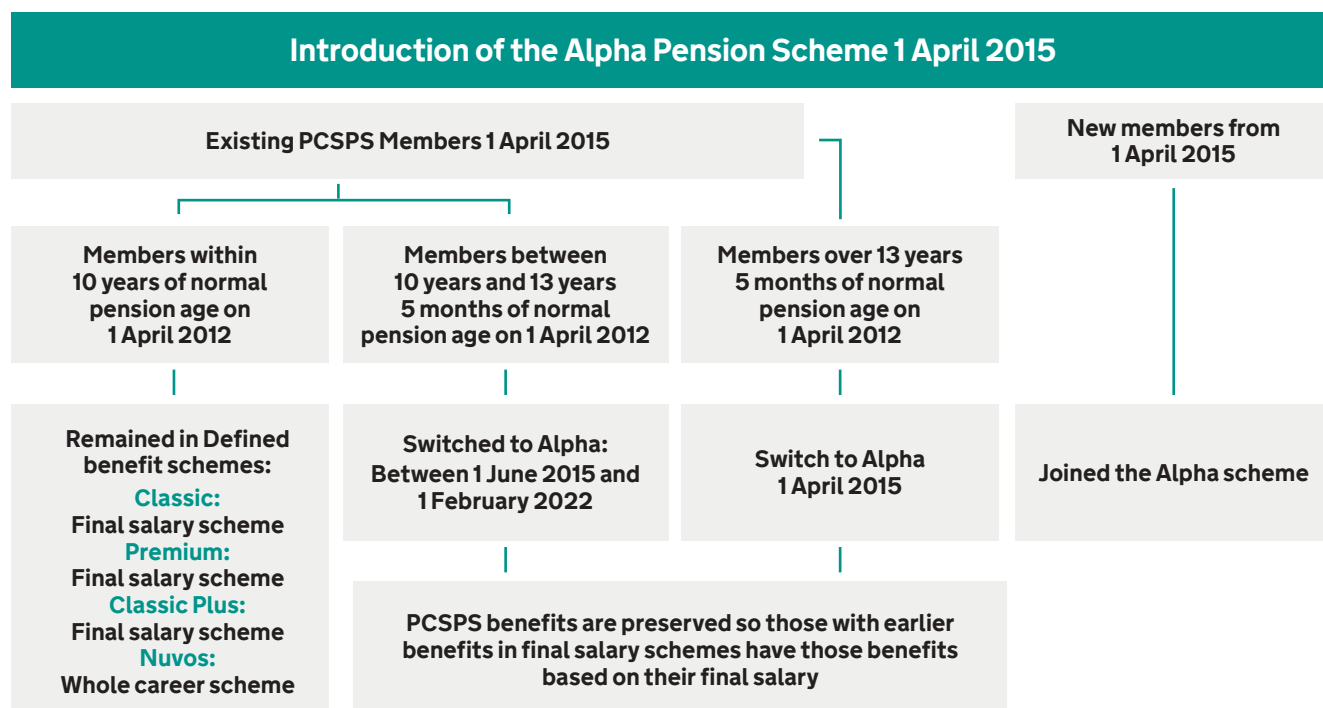 Introduction of the Alpha Pension Scheme 1 April 2015
Existing PCSPS Members 1 April 2015
New members from
1 April 2015
Members within
10 years of normal
pension age on
1 April 2012
Members between
10 years and 13 years
5 months of normal
pension age on 1 April 2012
Members over 13 years
5 months of normal
pension age on
1 April 2012
Remained in Defined
benefit schemes:
Classic:
Final salary scheme
Premium:
Final salary scheme
Classic Plus:
Final salary scheme
Nuvos:
Whole career scheme
Switched to Alpha:
Between 1 June 2015 and
1 February 2022
Switch to Alpha
1 April 2015
Joined the Alpha scheme
PCSPS benefits are preserved so those with earlier
benefits in final salary schemes have those benefits
based on their final salary